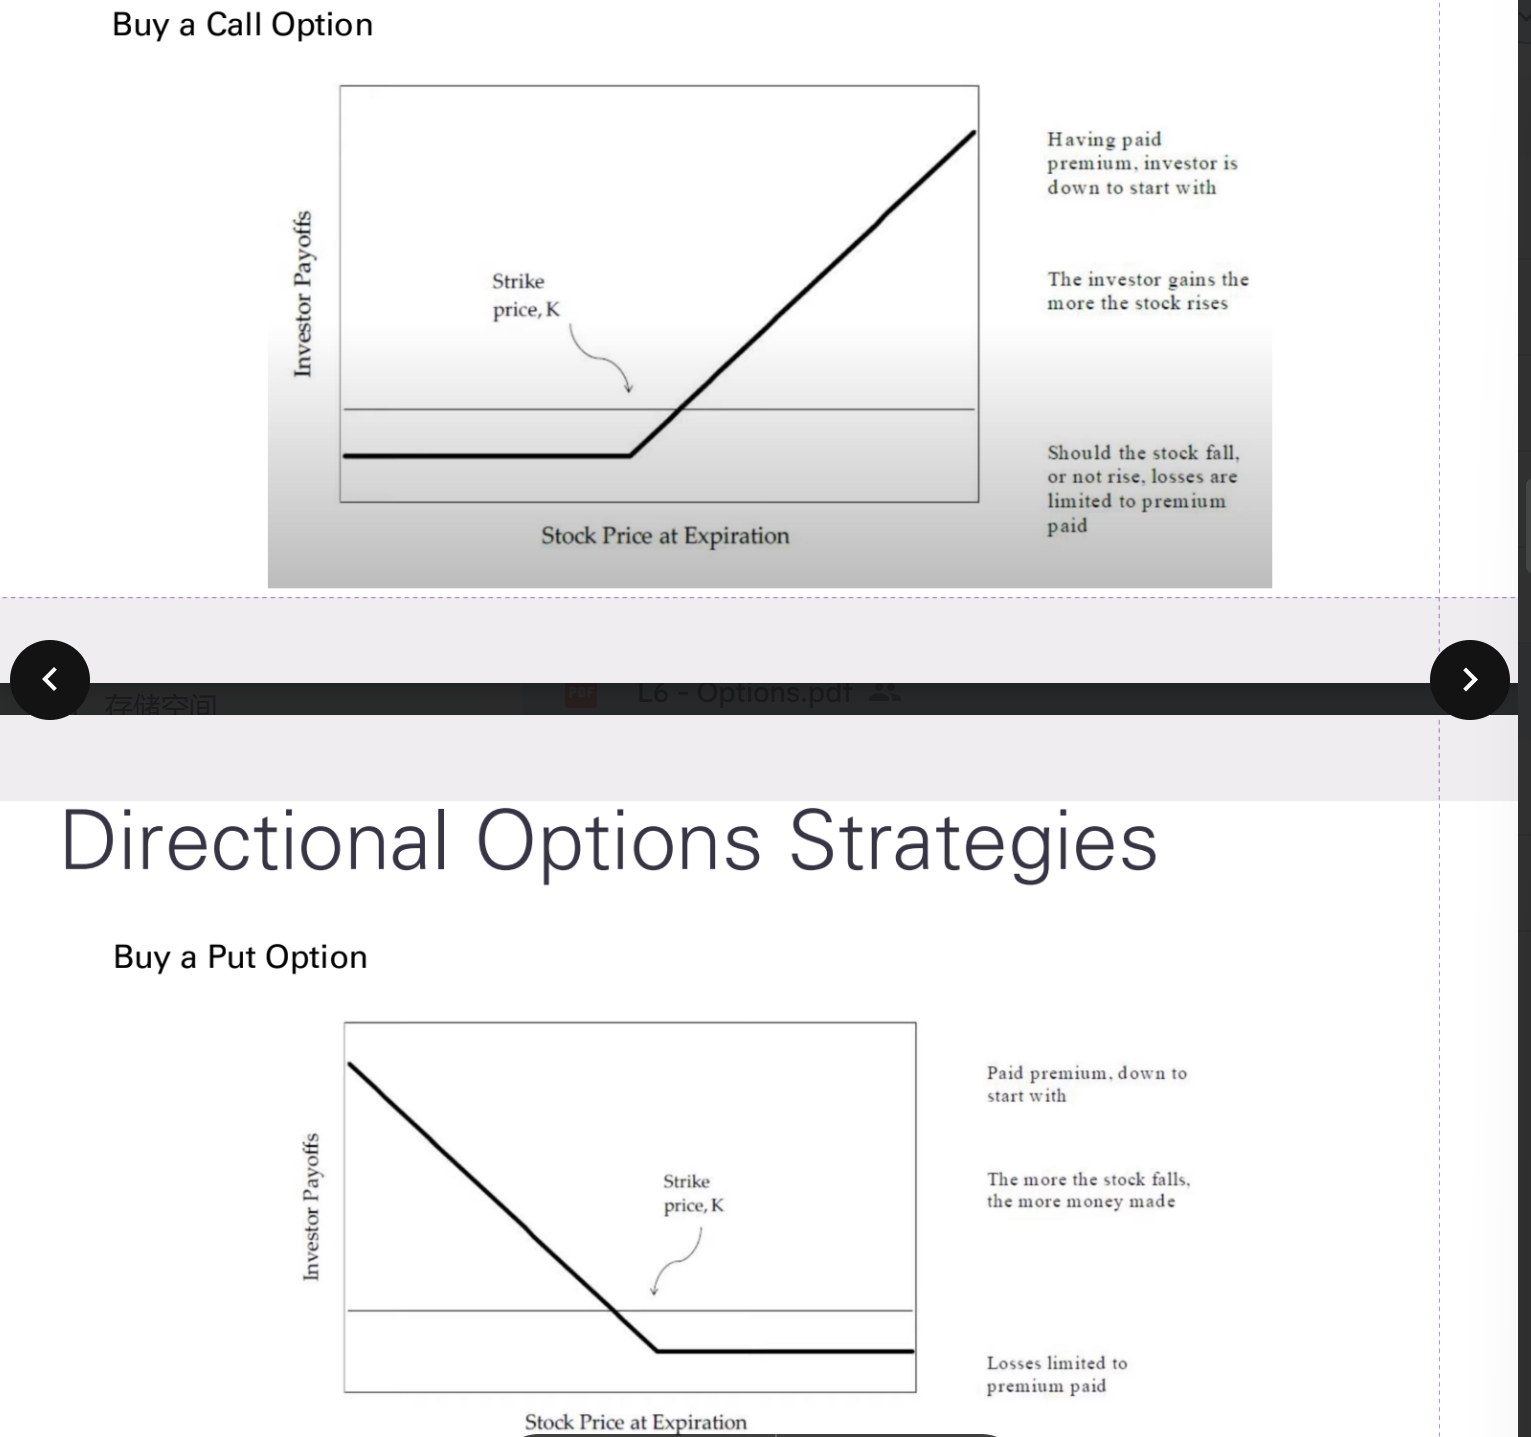 Buy a Call Option
Investor Payoffs
Strike
price, K
Stock Price at Expiration
Having paid
premium, investor is
down to start with
The investor gains the
more the stock rises
Should the stock fall,
or not rise, losses are
limited to premium
paid
存储空间
PDF
L6 - Options.pdf
Directional Options Strategies
Buy a Put Option
Investor Payoffs
Strike
price, K
Stock Price at Expiration
Paid premium, down to
start with
The more the stock falls,
the more money made
Losses limited to
premium paid